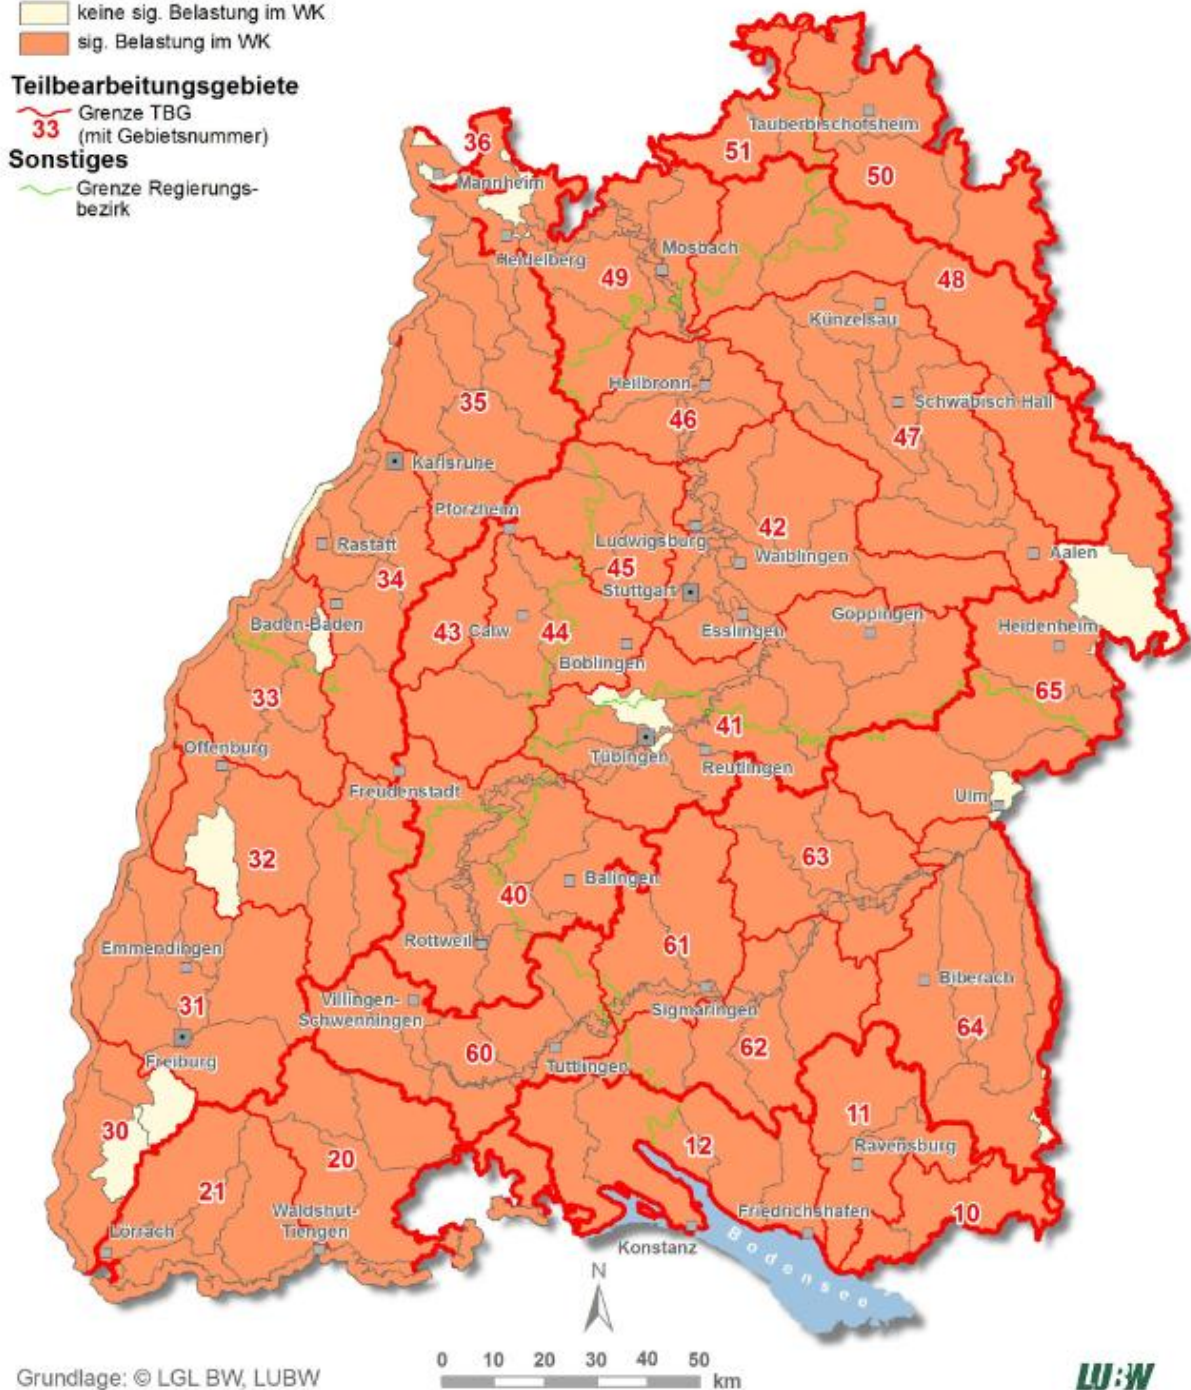 keine sig. Belastung im WK
sig. Belastung im WK
Teilbearbeitungsgebiete
Grenze TBG
33
(mit Gebietsnummer)
Sonstiges
Grenze Regierungs-
bezirk
36
Mannheim
Tauberbischofsheim
51
50
Heidelberg
Mosbach
49
48
Künzelsau
Heilbronn
35
46
Schwäbisch Hall
47
Karlsruhe
Pforzheim
Rastatt
Ludwigsburg
42
Waiblingen
Aalen
34
45
Stuttgart
Baden-Baden
43
Calw
44
Esslingen
Göppingen
Heidenheim
Böblingen
33
65
Offenburg
41
Tübingen
Reutlingen
Freudenstadt
Ulm
32
63
40
Balingen
Emmendingen
Rottweil
61
Biberach
31
Villingen-
Schwenningen
Sigmaringen
64
Freiburg
60
Tuttlingen
62
30
11
20
12
Ravensburg
21
Waldshut-
Tiengen
Friedrichshafen
10
Lörrach
Konstanz
Bodensee
N
0 10 20 30 40 50
km
Grundlage: © LGL BW, LUBW
LUBW